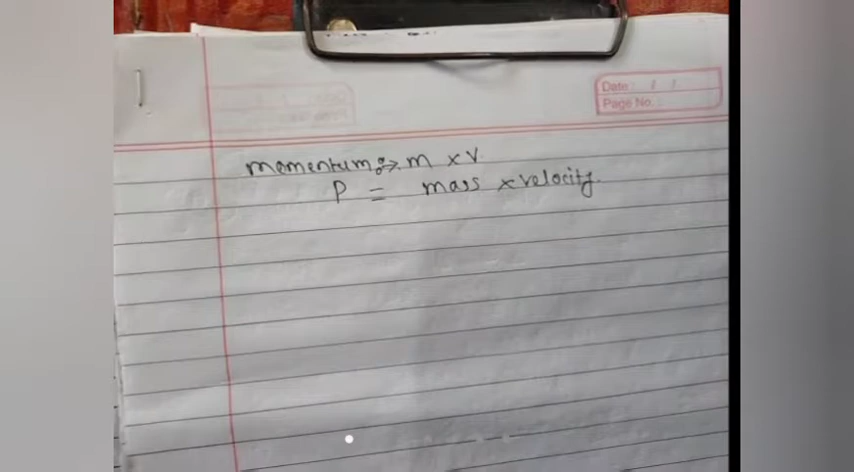 Date : / /
Page No. :
momentum :-> m x v.
P = mass x velocity.